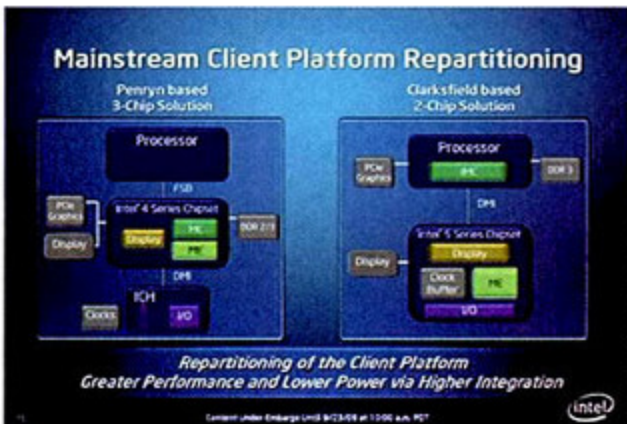 Mainstream Client Platform Repartitioning
Penryn based
3-Chip Solution
Clarksfield based
2-Chip Solution
Processor
FSB
PCIe
Graphics
Display
Intel 4 Series Chipset
Display
MC
ME
DDR 2/3
DMI
ICH
Clocks
I/O
Processor
PCIe
Graphics
IMC
DDR 3
DMI
Intel 5 Series Chipset
Display
Display
Clock
Buffer
ME
I/O
Repartitioning of the Client Platform
Greater Performance and Lower Power via Higher Integration
intel